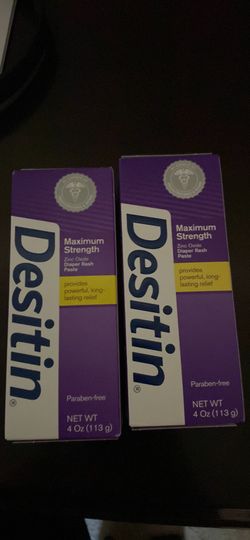 Desitin®
Maximum
Strength
Zinc Oxide
Diaper Rash
Paste
provides
powerful, long-
lasting relief
Paraben-free
NET WT
4 Oz (113 g)
Desitin®
Maximum
Strength
Zinc Oxide
Diaper Rash
Paste
provides
powerful, long-
lasting relief
Paraben-free
NET WT
4 Oz (113 g)